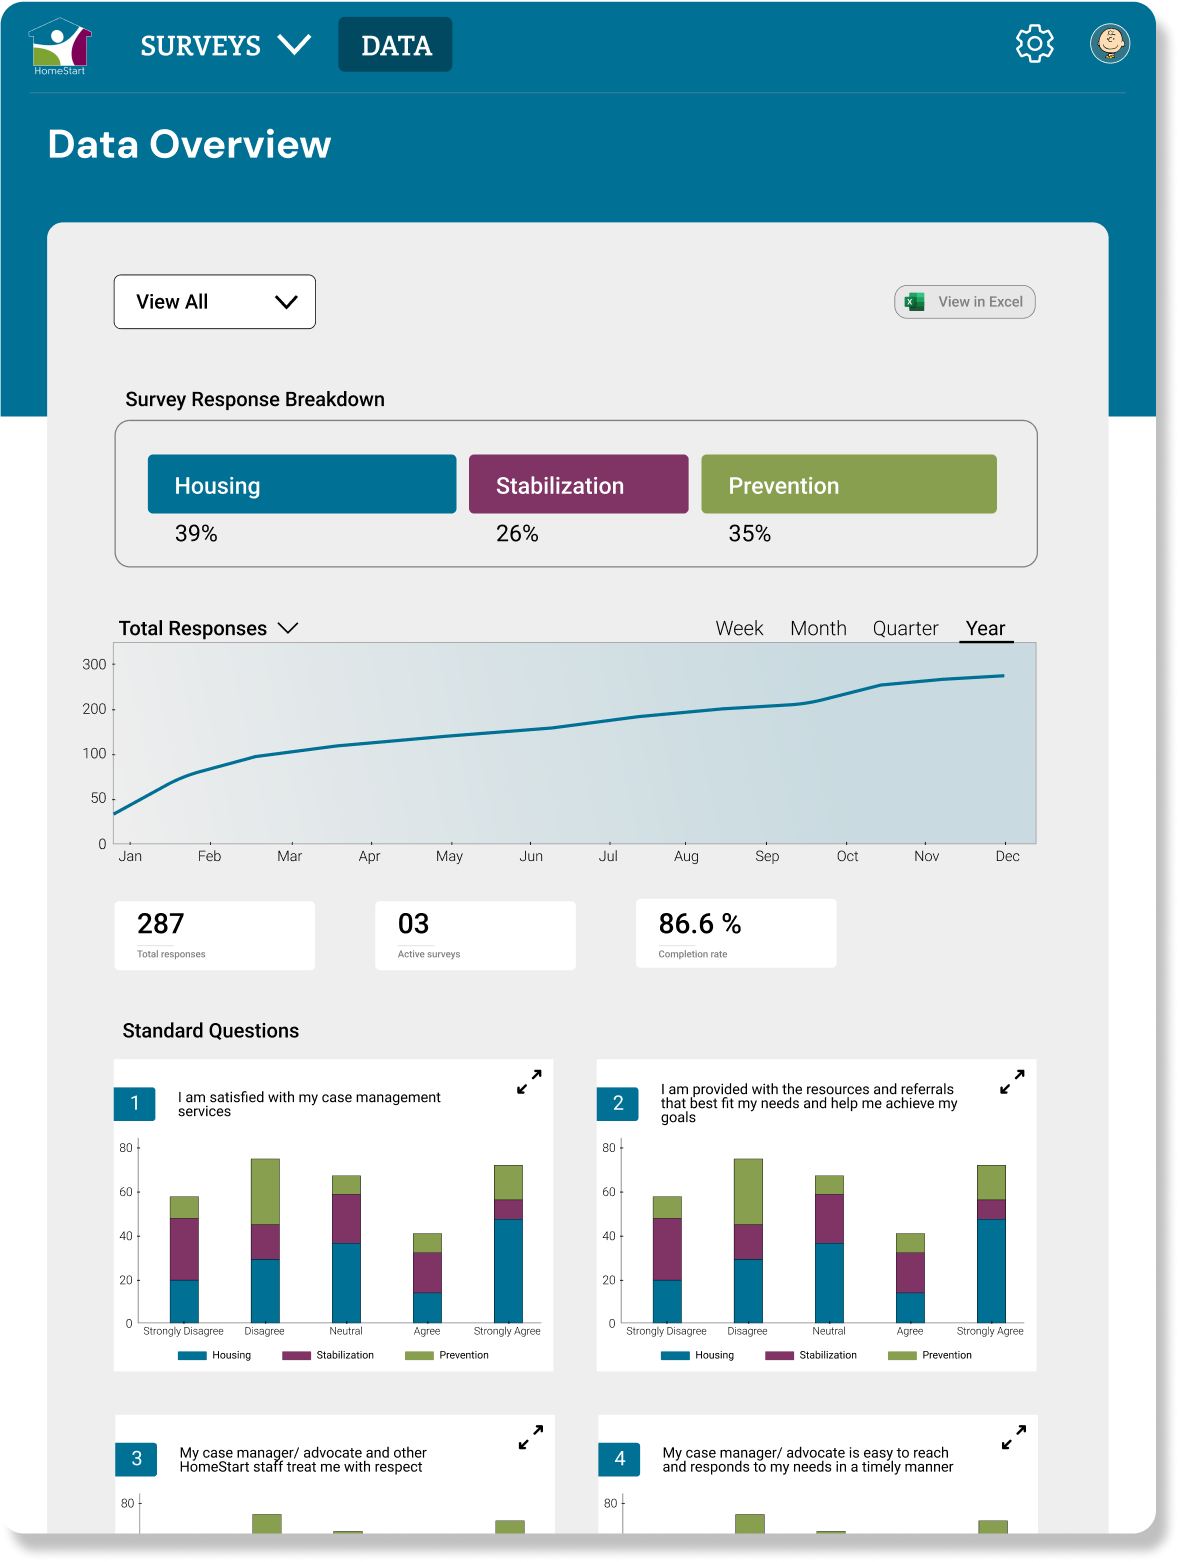 HomeStart
SURVEYS
DATA
Data Overview
View All
View in Excel
Survey Response Breakdown
Housing
Stabilization
Prevention
39%
26%
35%
Total Responses
Week
Month
Quarter
Year
300
200
100
50
0
Jan
Feb
Mar
Apr
May
Jun
Jul
Aug
Sep
Oct
Nov
Dec
287
Total responses
03
Active surveys
86.6 %
Completion rate
Standard Questions
1
I am satisfied with my case management
services
80
60
40
20
0
Strongly Disagree
Disagree
Neutral
Agree
Strongly Agree
Housing
Stabilization
Prevention
2
I am provided with the resources and referrals
that best fit my needs and help me achieve my
goals
80
60
40
20
0
Strongly Disagree
Disagree
Neutral
Agree
Strongly Agree
Housing
Stabilization
Prevention
3
My case manager/ advocate and other
HomeStart staff treat me with respect
80
4
My case manager/ advocate is easy to reach
and responds to my needs in a timely manner
80